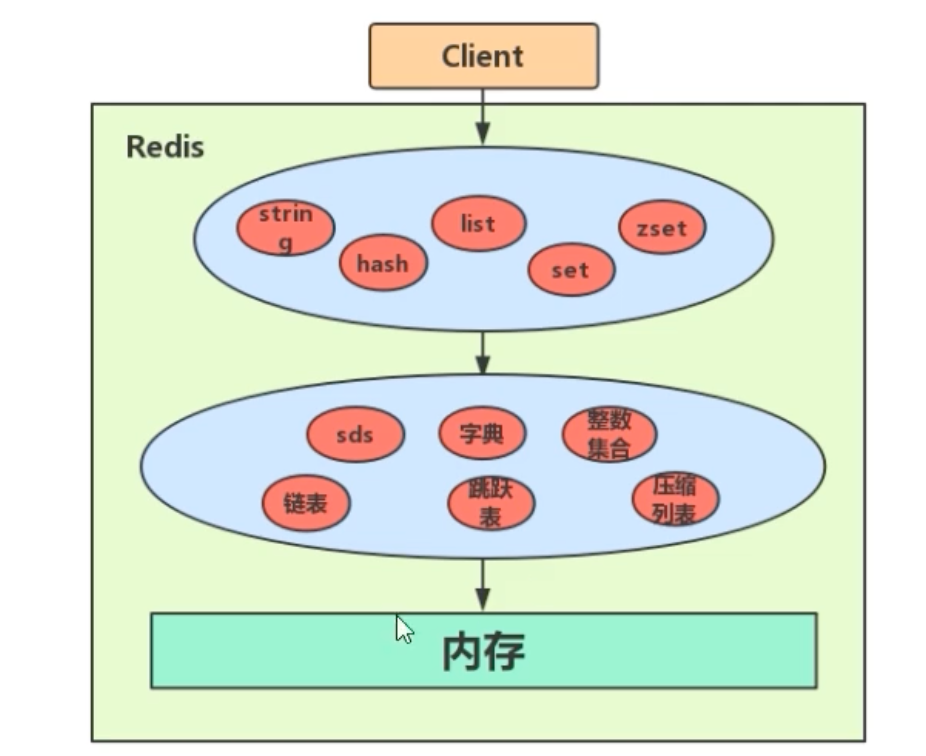 Client
Redis
strin
g
hash
list
set
zset
sds
字典
整数
集合
链表
跳跃
表
压缩
列表
内存